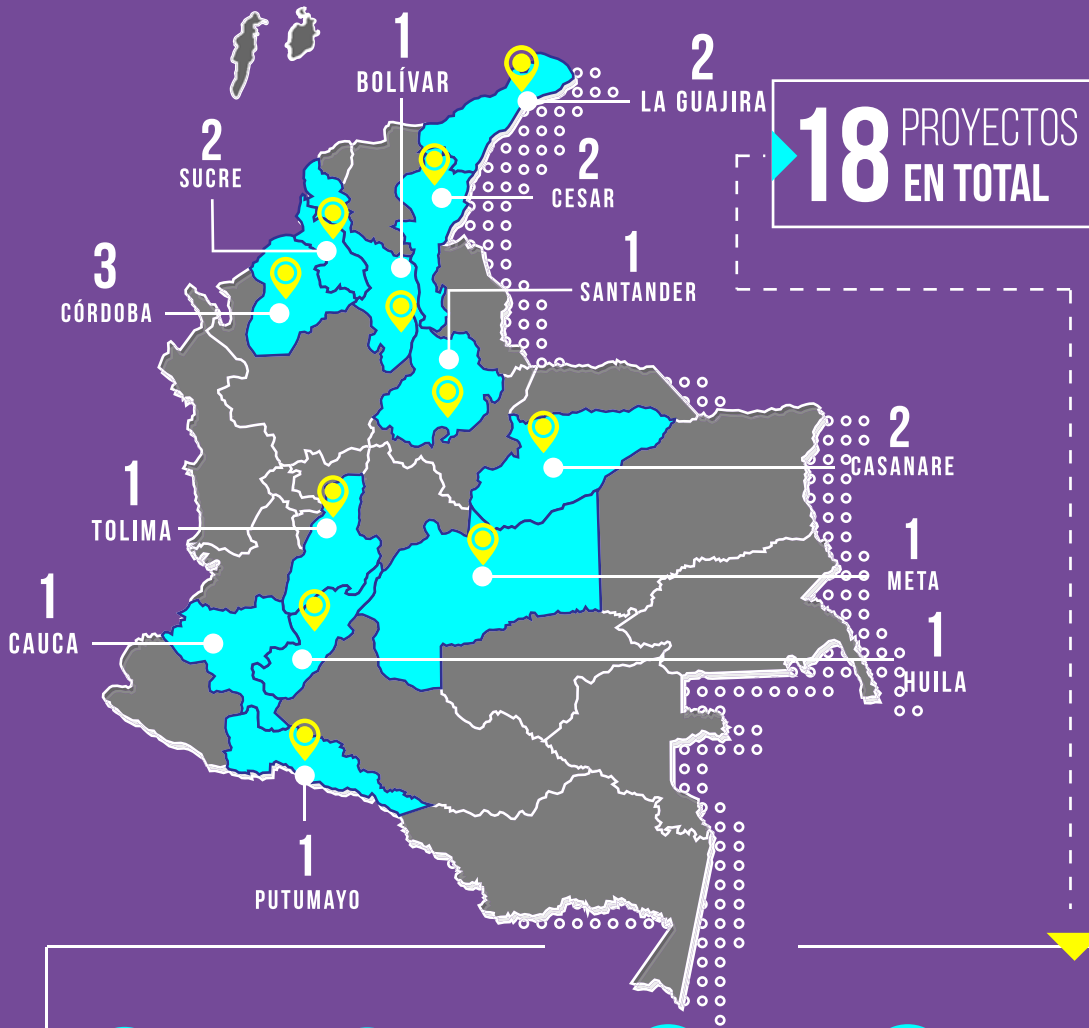 1
BOLÍVAR
2
LA GUAJIRA
18 PROYECTOS
EN TOTAL
2
SUCRE
2
CESAR
3
CÓRDOBA
1
SANTANDER
2
CASANARE
1
TOLIMA
1
META
1
CAUCA
1
HUILA
1
PUTUMAYO